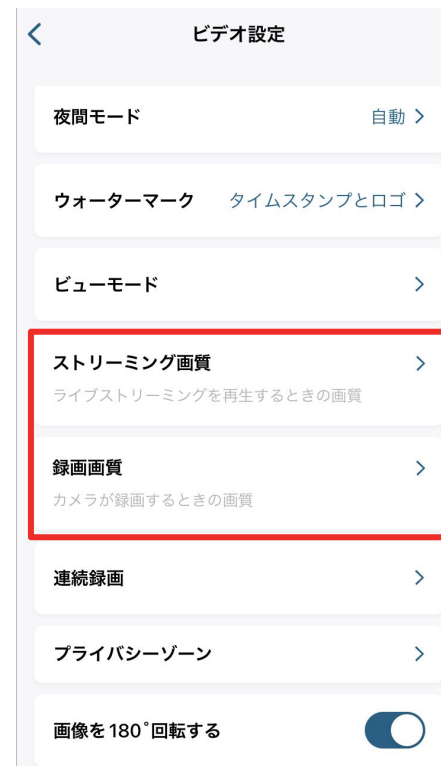 ビデオ設定
夜間モード 自動
ウォーターマーク タイムスタンプとロゴ
ビューモード
ストリーミング画質
ライブストリーミングを再生するときの画質
録画画質
カメラが録画するときの画質
連続録画
プライバシーゾーン
画像を180°回転する